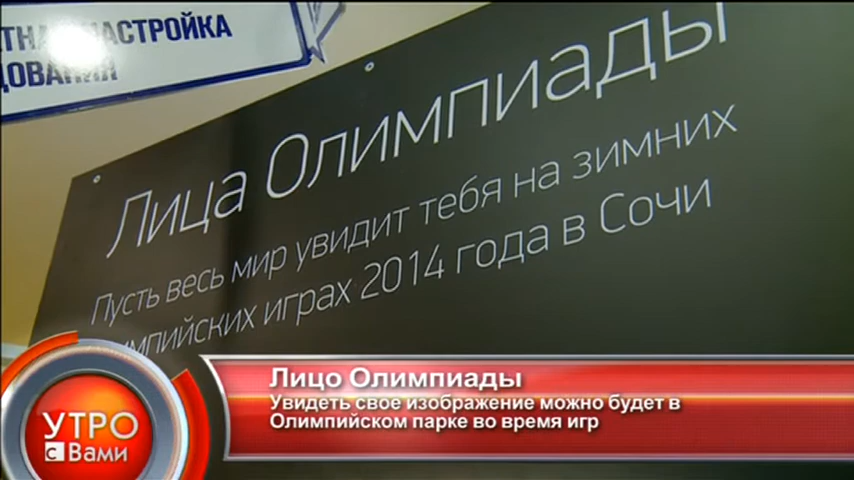 НАСТРОЙКА
Лица Олимпиады
Пусть весь мир увидит тебя на зимних
играх 2014 года в Сочи
Лицо Олимпиады
Увидеть свое изображение можно будет в
Олимпийском парке во время игр
УТРО
с Вами